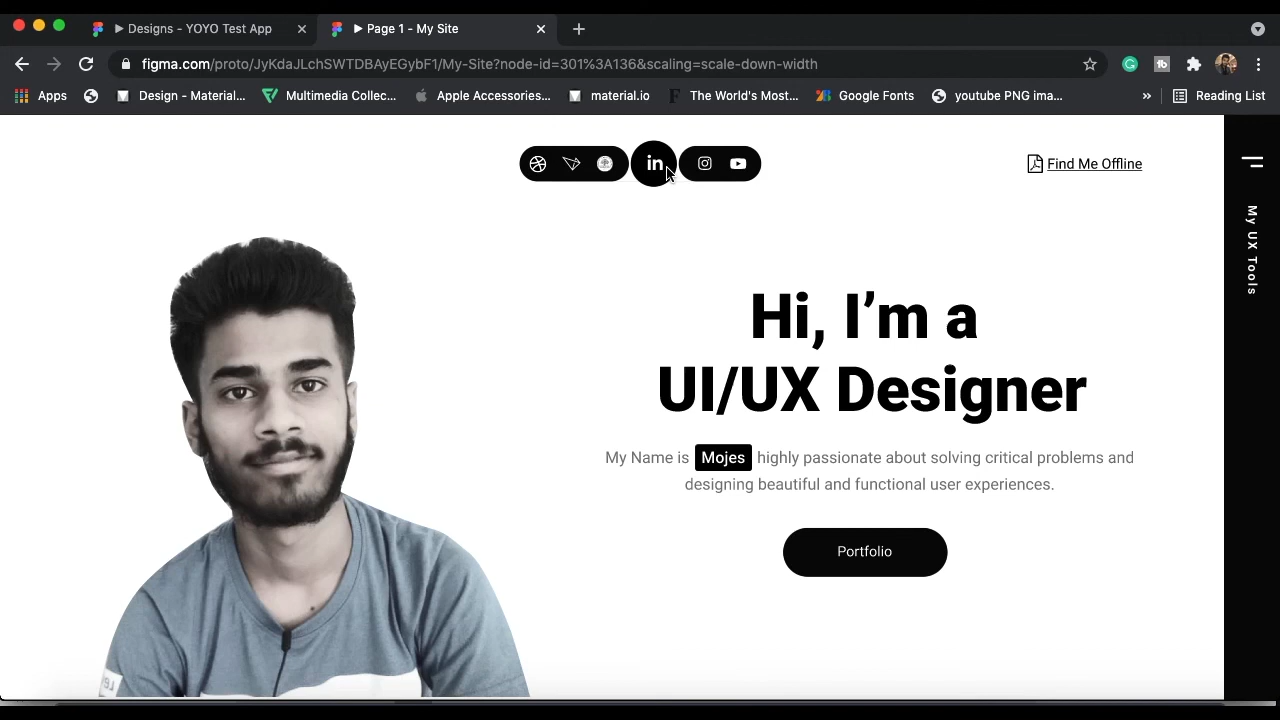 Designs - YOYO Test App
Page 1 - My Site
figma.com/proto/JyKdaJLchSWTDBAyEGybF1/My-Site?node-id=301%3A136&scaling=scale-down-width
Apps
Design - Material...
Multimedia Collec...
Apple Accessories...
material.io
The World's Most...
Google Fonts
youtube PNG ima...
»
Reading List
in
Find Me Offline
My UX Tools
Hi, I’m a
UI/UX Designer
My Name is Mojes highly passionate about solving critical problems and
designing beautiful and functional user experiences.
Portfolio